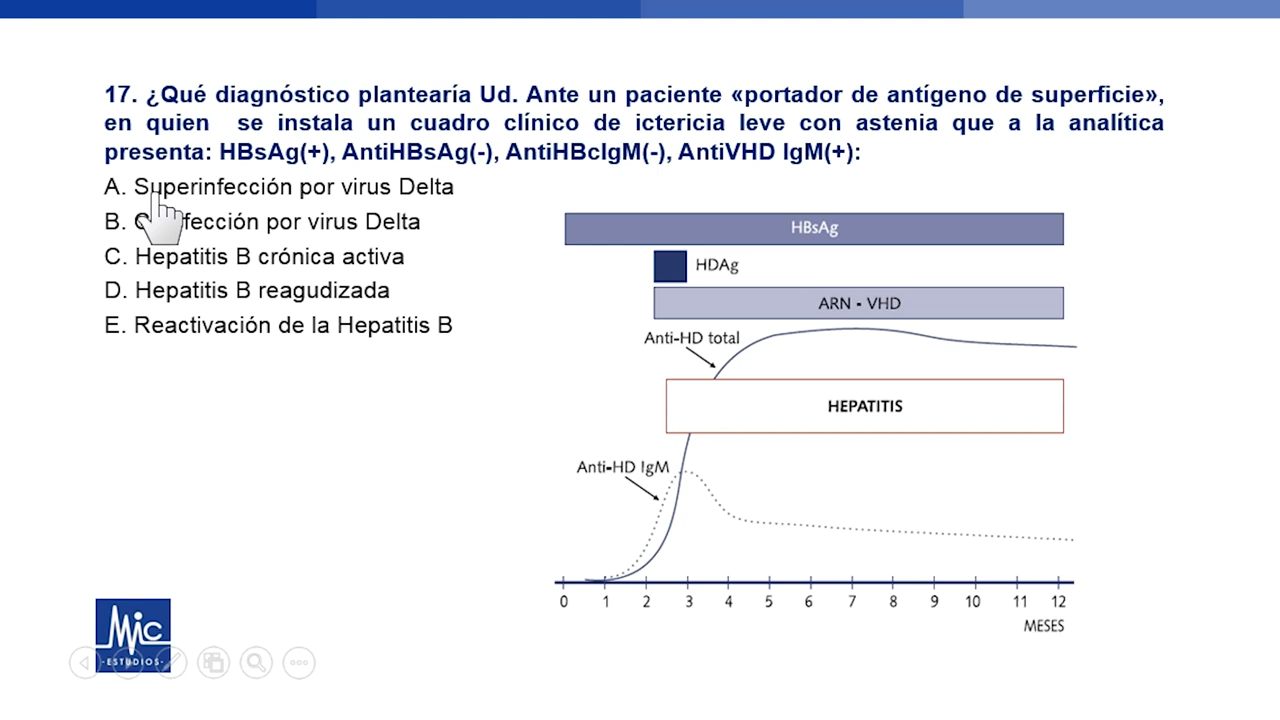 17. ¿Qué diagnóstico plantearía Ud. Ante un paciente «portador de antígeno de superficie»,
en quien se instala un cuadro clínico de ictericia leve con astenia que a la analítica
presenta: HBsAg(+), AntiHBsAg(-), AntiHBcIgM(-), AntiVHD IgM(+):
A. Superinfección por virus Delta
B. por virus Delta
C. Hepatitis B crónica activa
D. Hepatitis B reagudizada
E. Reactivación de la Hepatitis B
HBsAg
HDAg
ARN - VHD
Anti-HD total
HEPATITIS
Anti-HD IgM
0 1 2 3 4 5 6 7 8 9 10 11 12
MESES
Mic
-ESTUDIOS-